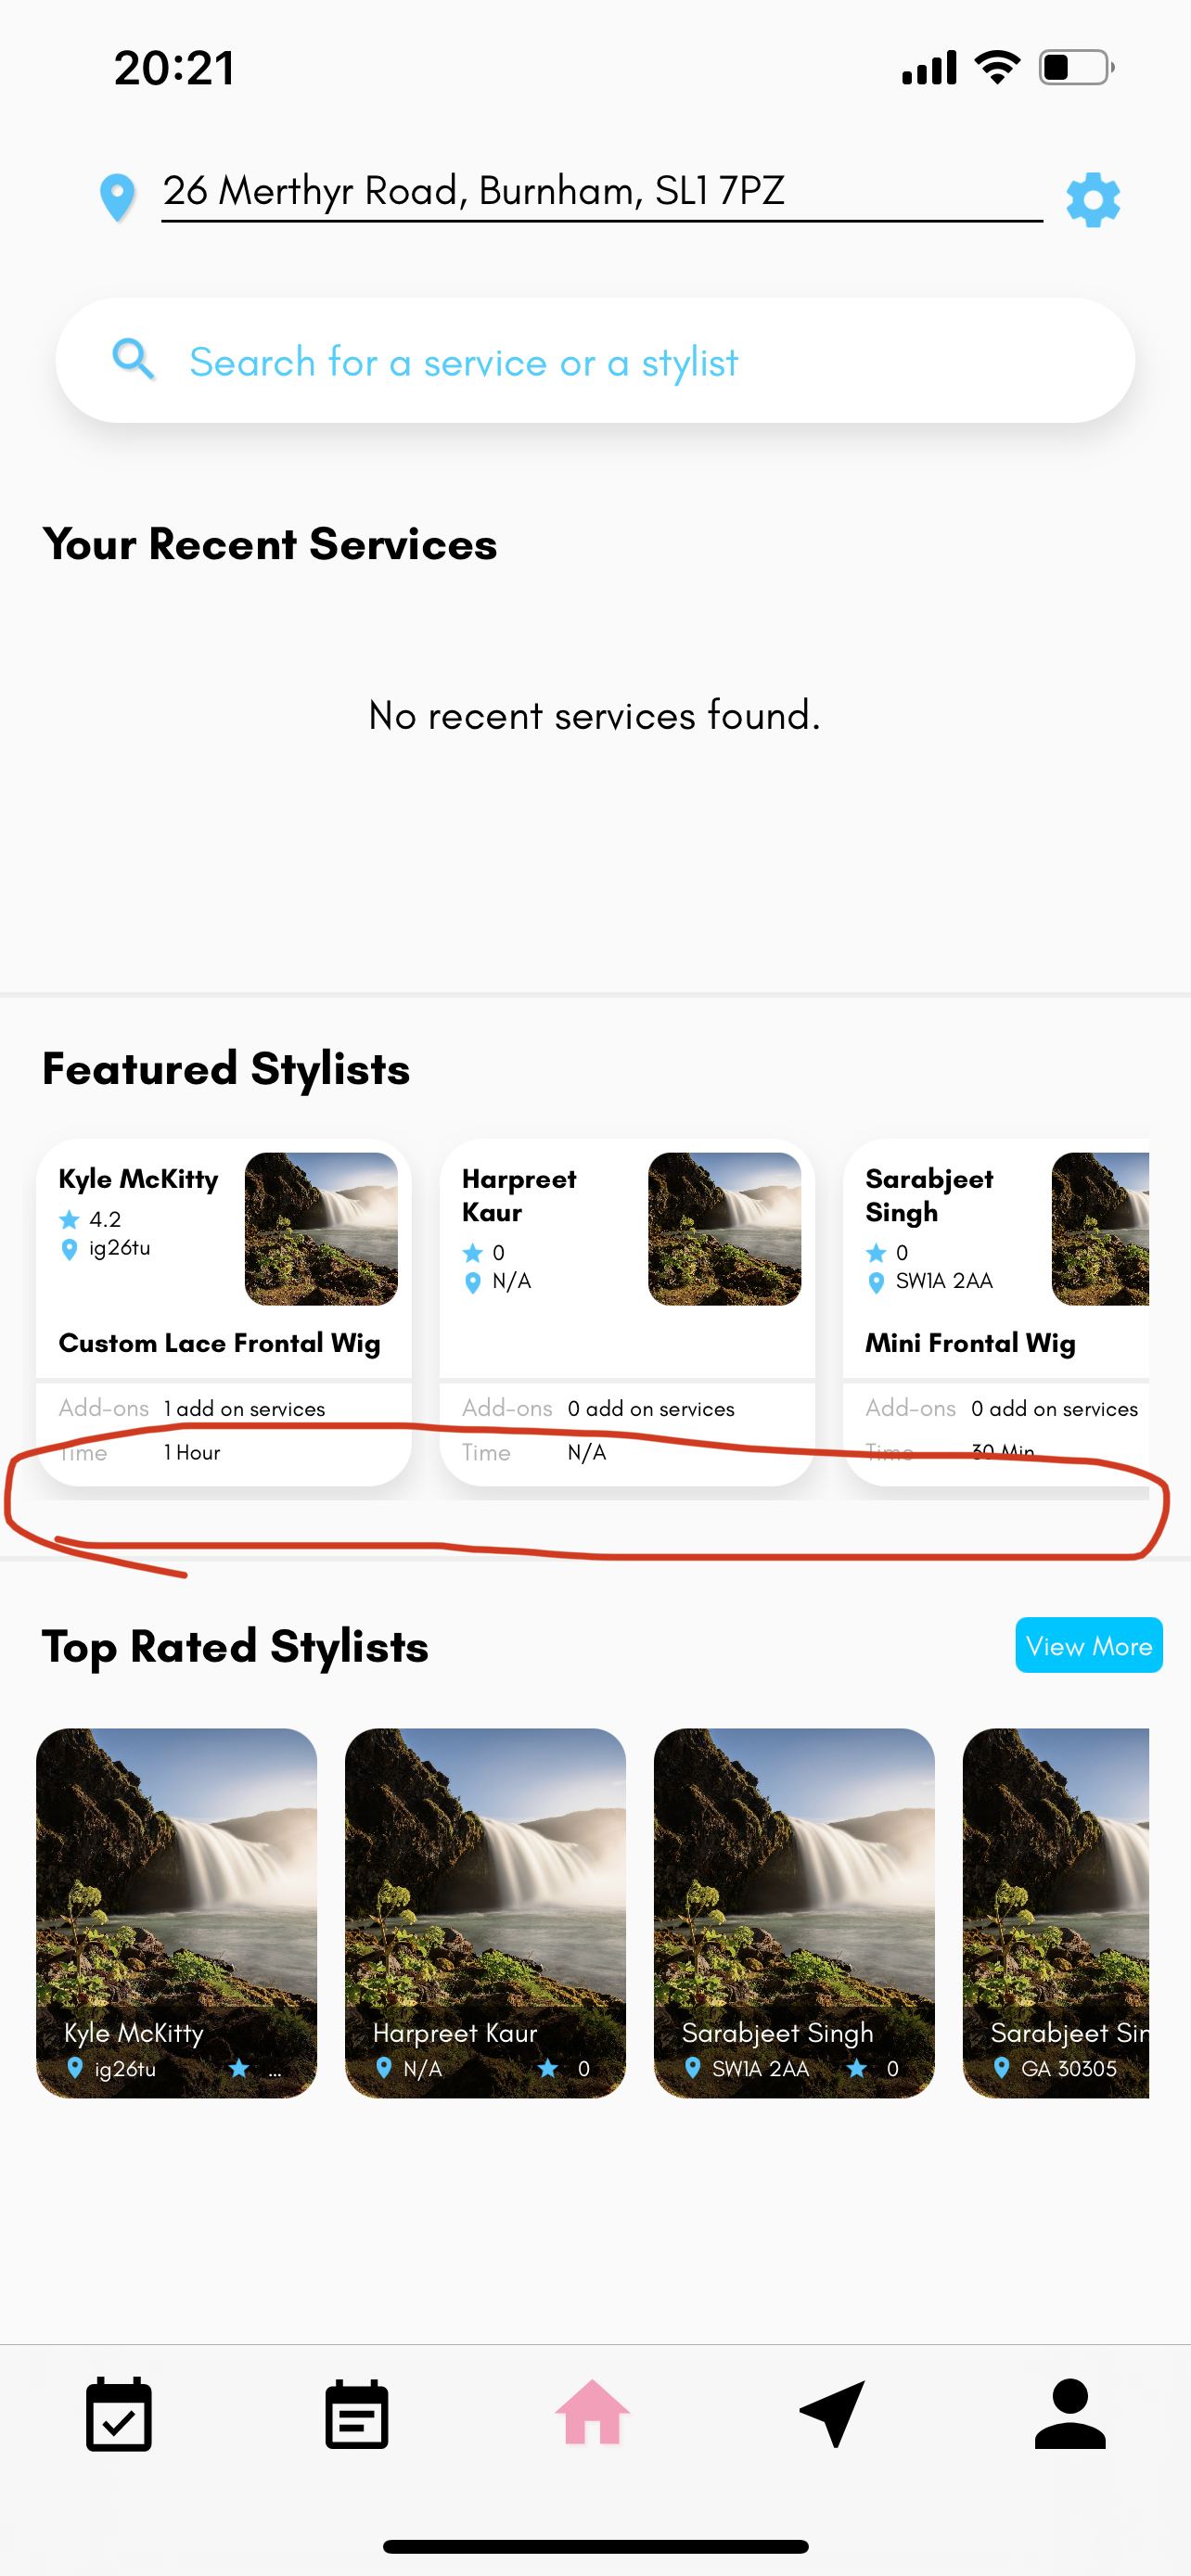 20:21
26 Merthyr Road, Burnham, SL1 7PZ
Search for a service or a stylist
Your Recent Services
No recent services found.
Featured Stylists
Kyle McKitty
4.2
ig26tu
Custom Lace Frontal Wig
Add-ons 1 add on services
Time 1 Hour
Harpreet
Kaur
0
N/A
Add-ons 0 add on services
Time N/A
Sarabjeet
Singh
0
SW1A 2AA
Mini Frontal Wig
Add-ons 0 add on services
Time 30 Min
Top Rated Stylists
View More
Kyle McKitty
ig26tu ...
Harpreet Kaur
N/A 0
Sarabjeet Singh
SW1A 2AA 0
Sarabjeet Sin
GA 30305